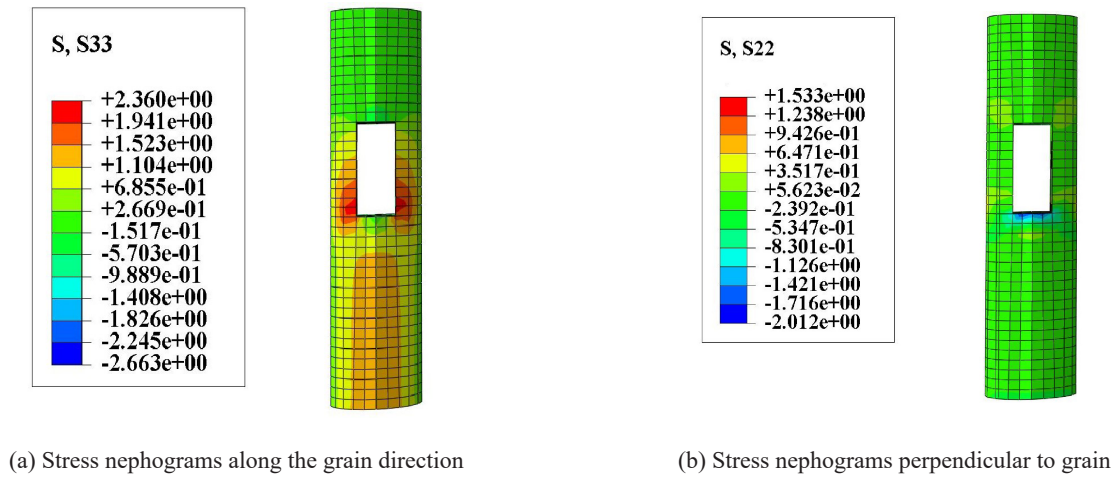 S, S33
+2.360e+00
+1.941e+00
+1.523e+00
+1.104e+00
+6.855e-01
+2.669e-01
-1.517e-01
-5.703e-01
-9.889e-01
-1.408e+00
-1.826e+00
-2.245e+00
-2.663e+00
S, S22
+1.533e+00
+1.238e+00
+9.426e-01
+6.471e-01
+3.517e-01
+5.623e-02
-2.392e-01
-5.347e-01
-8.301e-01
-1.126e+00
-1.421e+00
-1.716e+00
-2.012e+00
(a) Stress nephograms along the grain direction
(b) Stress nephograms perpendicular to grain